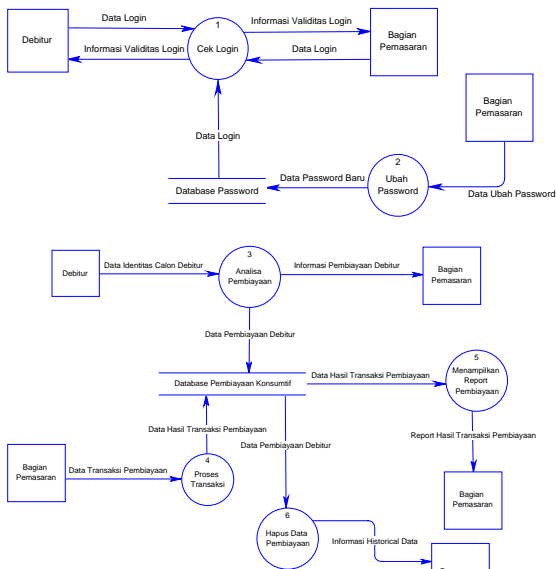 Data Login
Informasi Validitas Login
Debitur
1
Cek Login
Informasi Validitas Login
Data Login
Bagian
Pemasaran
Data Login
Database Password
Data Password Baru
2
Ubah
Password
Bagian
Pemasaran
Data Ubah Password
Debitur
Data Identitas Calon Debitur
3
Analisa
Pembiayaan
Informasi Pembiayaan Debitur
Bagian
Pemasaran
Data Pembiayaan Debitur
Database Pembiayaan Konsumtif
Data Hasil Transaksi Pembiayaan
5
Menampilkan
Report
Pembiayaan
Data Hasil Transaksi Pembiayaan
Data Pembiayaan Debitur
Report Hasil Transaksi Pembiayaan
Bagian
Pemasaran
Data Transaksi Pembiayaan
4
Proses
Transaksi
Bagian
Pemasaran
6
Hapus Data
Pembiayaan
Informasi Historical Data